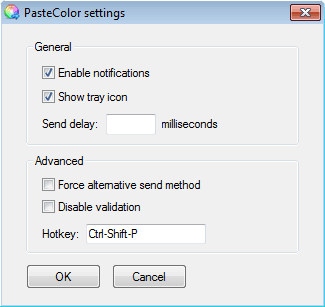 PasteColor settings
General
Enable notifications
Show tray icon
Send delay: milliseconds
Advanced
Force alternative send method
Disable validation
Hotkey: Ctrl-Shift-P
OK Cancel